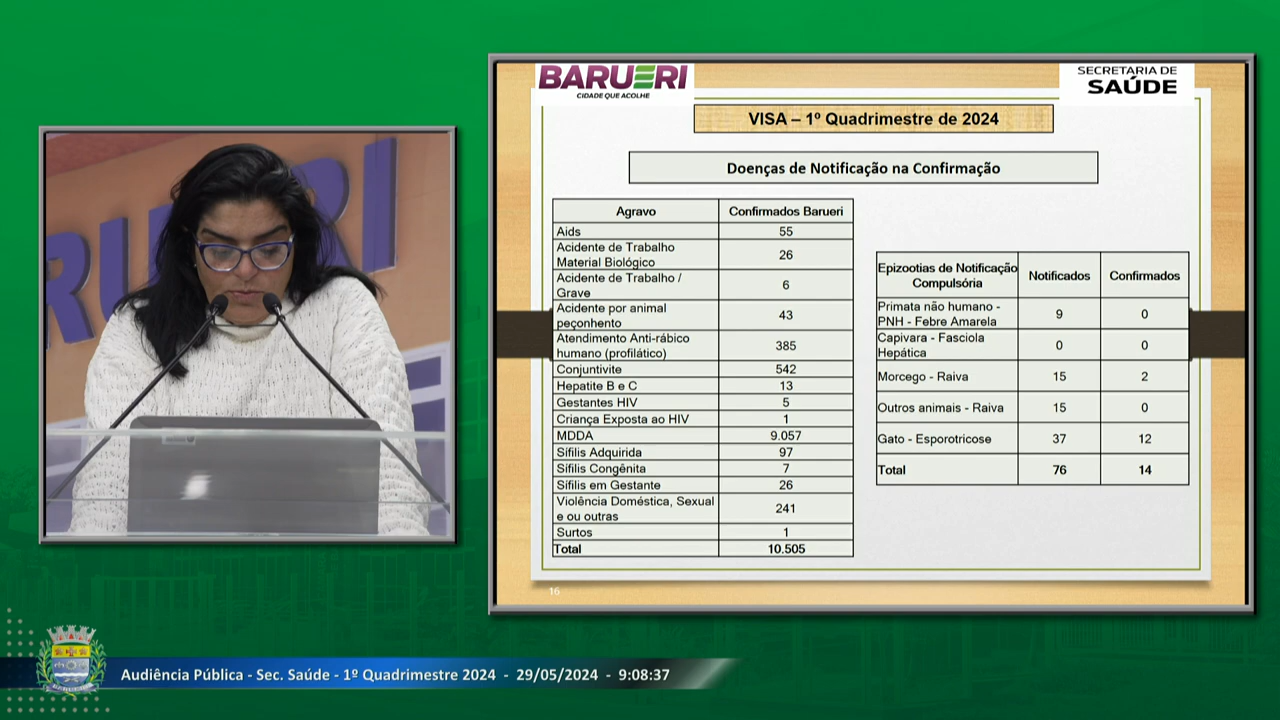 BARUERI
CIDADE QUE ACOLHE
SECRETARIA DE
SAÚDE
VISA – 1º Quadrimestre de 2024
Doenças de Notificação na Confirmação
Agravo Confirmados Barueri
Aids 55
Acidente de Trabalho
Material Biológico 26
Acidente de Trabalho /
Grave 6
Acidente por animal
peçonhento 43
Atendimento Anti-rábico
humano (profilático) 385
Conjuntivite 542
Hepatite B e C 13
Gestantes HIV 5
Criança Exposta ao HIV 1
MDDA 9.057
Sífilis Adquirida 97
Sífilis Congênita 7
Sífilis em Gestante 26
Violência Doméstica, Sexual
e ou outras 241
Surtos 1
Total 10.505
Epizootias de Notificação
Compulsória Notificados Confirmados
Primata não humano -
PNH - Febre Amarela 9 0
Capivara - Fasciola
Hepática 0 0
Morcego - Raiva 15 2
Outros animais - Raiva 15 0
Gato - Esporotricose 37 12
Total 76 14
16
Audiência Pública - Sec. Saúde - 1º Quadrimestre 2024 - 29/05/2024 - 9:08:37